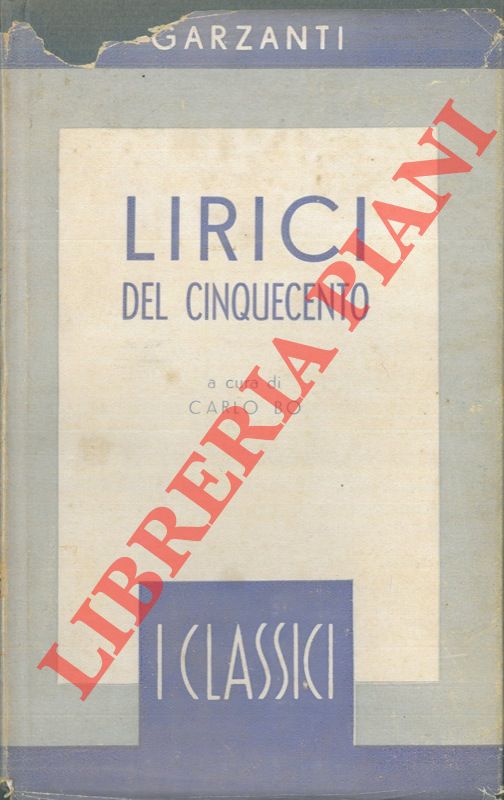 GARZANTI
LIRICI
DEL CINQUECENTO
a cura di
CARLO BO
I CLASSICI
LIBRERIA PIANI